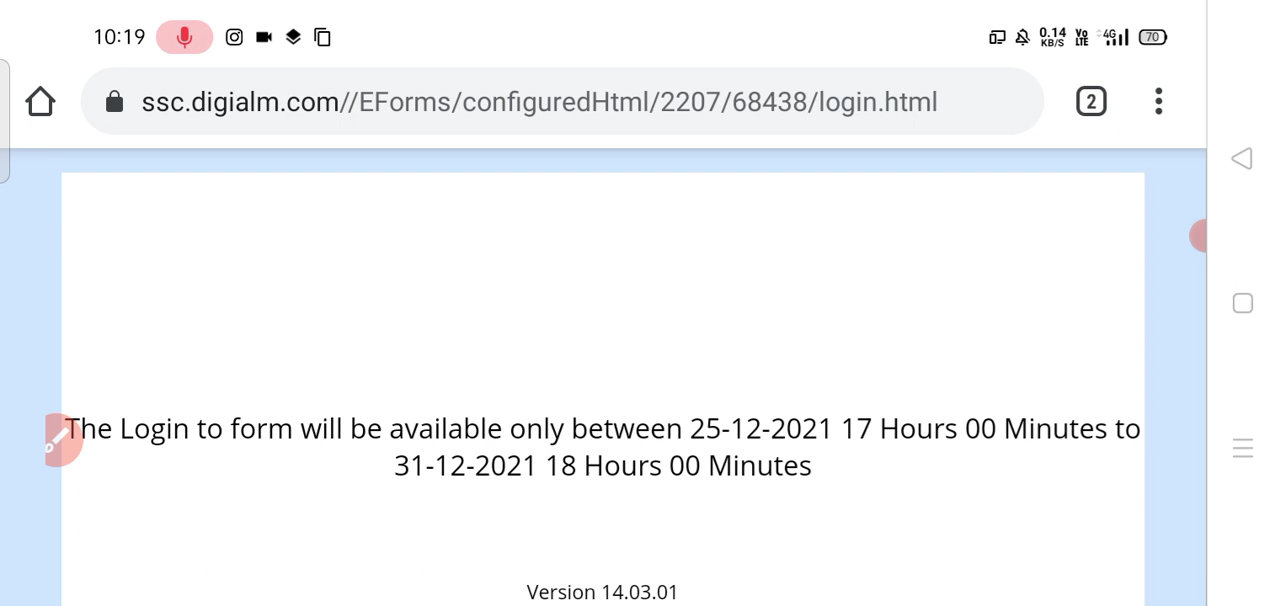 10:19
0.14 KB/S Vo LTE 4G 70
ssc.digialm.com//EForms/configuredHtml/2207/68438/login.html
2
The Login to form will be available only between 25-12-2021 17 Hours 00 Minutes to
31-12-2021 18 Hours 00 Minutes
Version 14.03.01